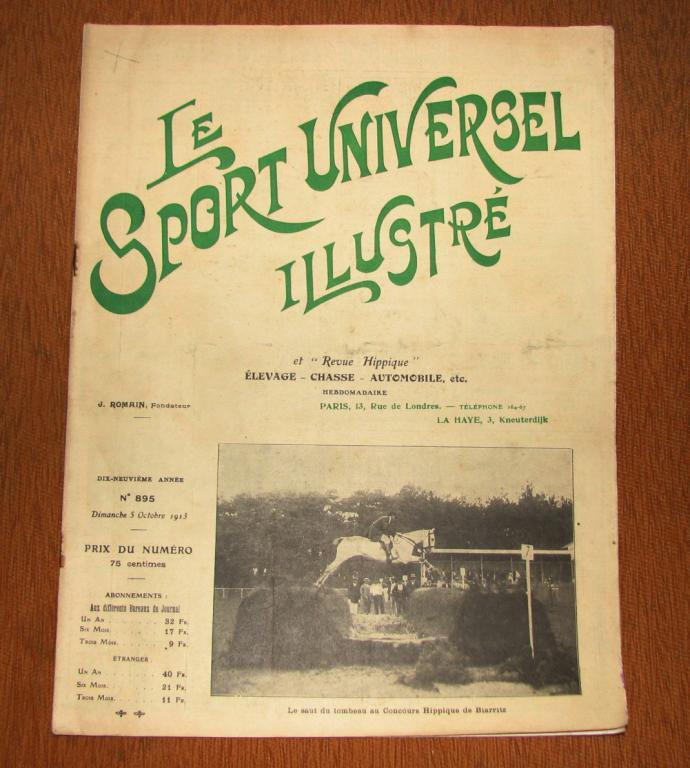 LE
SPORT UNIVERSEL
ILLUSTRÉ
et "Revue Hippique"
ÉLEVAGE - CHASSE - AUTOMOBILE, etc.
HEBDOMADAIRE
J. ROMAIN, Fondateur
PARIS, 13, Rue de Londres. — TÉLÉPHONE 164-67
LA HAYE, 3, Kneuterdijk
DIX-NEUVIÈME ANNÉE
N° 895
Dimanche 5 Octobre 1913
PRIX DU NUMÉRO
75 centimes
ABONNEMENTS :
Aux différents Bureaux du Journal
UN AN . . . . . . . . 32 FR.
SIX MOIS. . . . . . . 17 FR.
TROIS MOIS. . . . . . 9 FR.
ÉTRANGER
UN AN . . . . . . . . 40 FR.
SIX MOIS. . . . . . . 21 FR.
TROIS MOIS. . . . . . 11 FR.
7
Le saut du tombeau au Concours Hippique de Biarritz